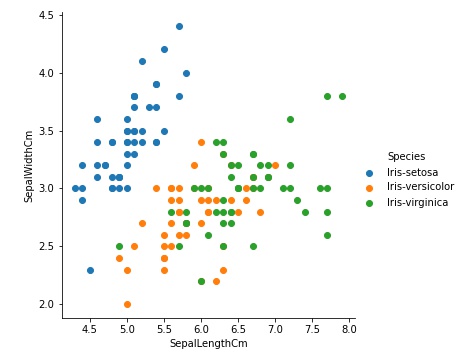 4.5
4.0
3.5
3.0
2.5
2.0
SepalWidthCm
4.5 5.0 5.5 6.0 6.5 7.0 7.5 8.0
SepalLengthCm
Species
Iris-setosa
Iris-versicolor
Iris-virginica